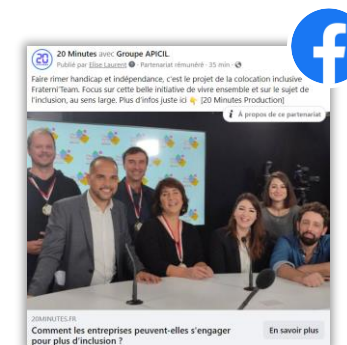 20 Minutes avec Groupe APICIL.
Publié par Elise Laurent · Partenariat rémunéré · 35 min ·
Faire rimer handicap et indépendance, c'est le projet de la colocation inclusive
Fraterni'Team. Focus sur cette belle initiative de vivre ensemble et sur le sujet de
l'inclusion, au sens large. Plus d'infos juste ici 👇 [20 Minutes Production]
i À propos de ce partenariat
20MINUTES.FR
Comment les entreprises peuvent-elles s'engager
pour plus d'inclusion ?
En savoir plus